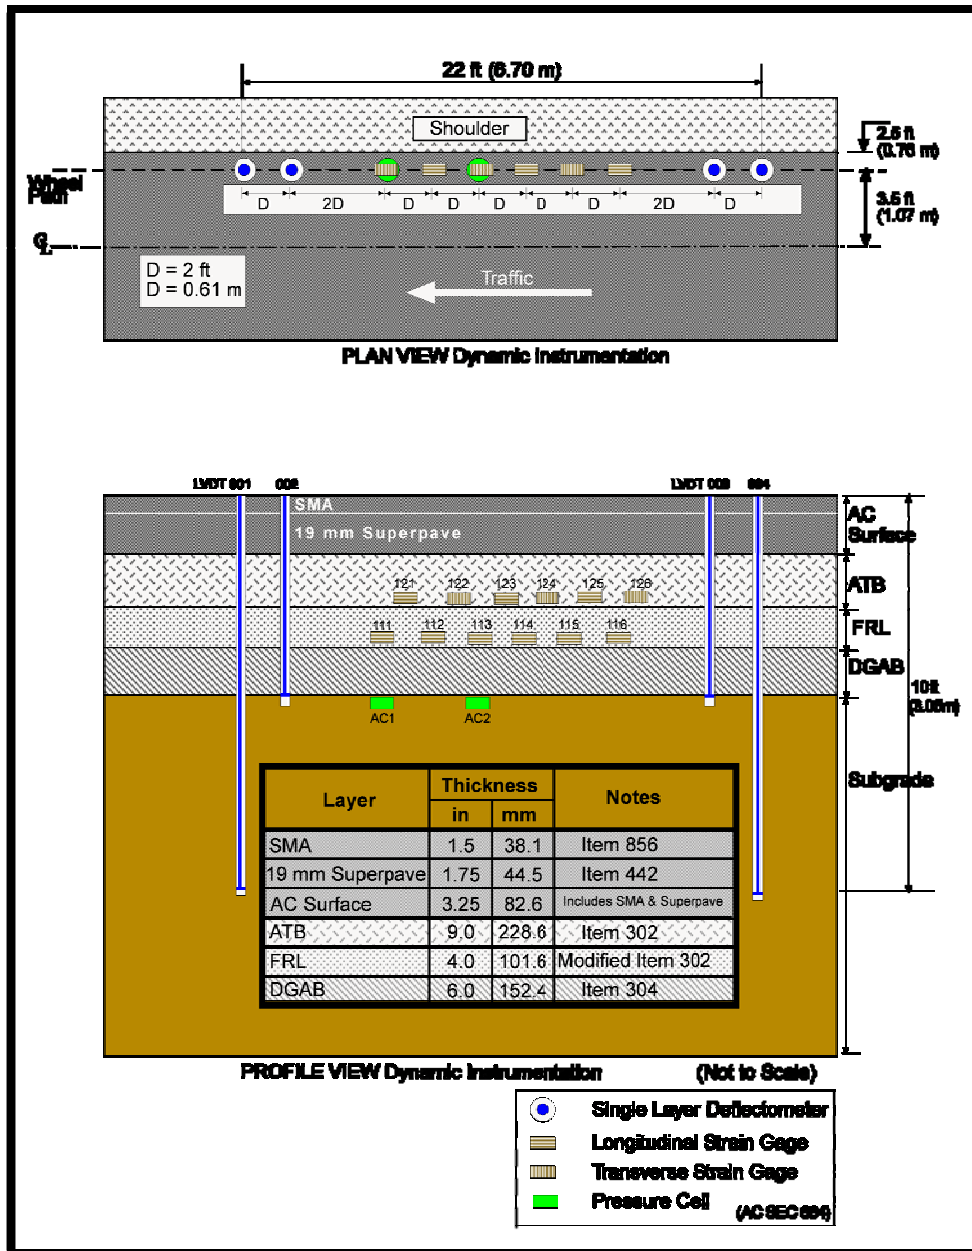 22 ft (6.70 m)
Shoulder
2.5 ft
(0.76 m)
Wheel
Path
D 2D D D D D D 2D D
3.5 ft
(1.07 m)
CL
D = 2 ft
D = 0.61 m
Traffic
PLAN VIEW Dynamic Instrumentation
LVDT 001 002 LVDT 003 004
SMA
19 mm Superpave
AC
Surface
121 122 123 124 125 126
ATB
111 112 113 114 115 116
FRL
DGAB
10ft
(3.05m)
AC1 AC2
Subgrade
Layer Thickness Notes
in mm
SMA 1.5 38.1 Item 856
19 mm Superpave 1.75 44.5 Item 442
AC Surface 3.25 82.6 Includes SMA & Superpave
ATB 9.0 228.6 Item 302
FRL 4.0 101.6 Modified Item 302
DGAB 6.0 152.4 Item 304
PROFILE VIEW Dynamic Instrumentation (Not to Scale)
Single Layer Deflectometer
Longitudinal Strain Gage
Transverse Strain Gage
Pressure Cell
(AC SEC 664)